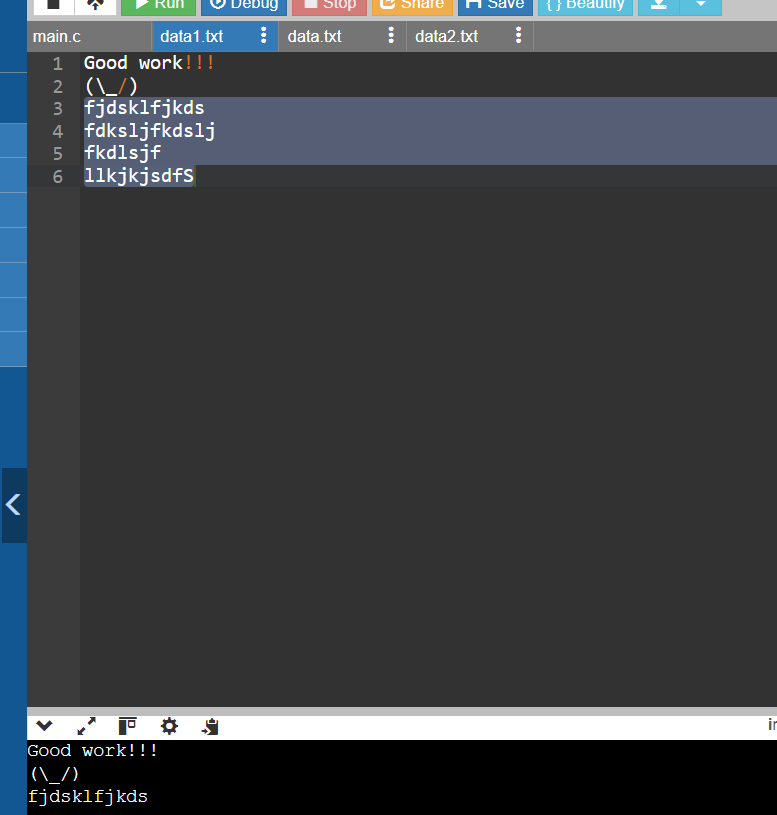 Run Debug Stop Share Save { } Beautify
main.c data1.txt data.txt data2.txt
1 Good work!!!
2 (\_/)
3 fjdsklfjkds
4 fdksljfkdslj
5 fkdlsjf
6 llkjkjsdfS
Good work!!!
(\_/)
fjdsklfjkds